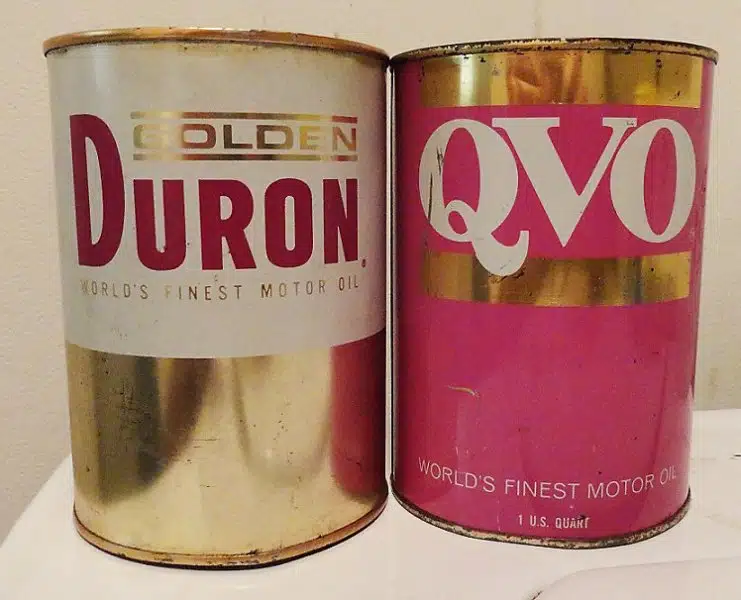 GOLDEN
DURON®
WORLD'S FINEST MOTOR OIL
QVO
WORLD'S FINEST MOTOR OIL
1 U.S. QUART